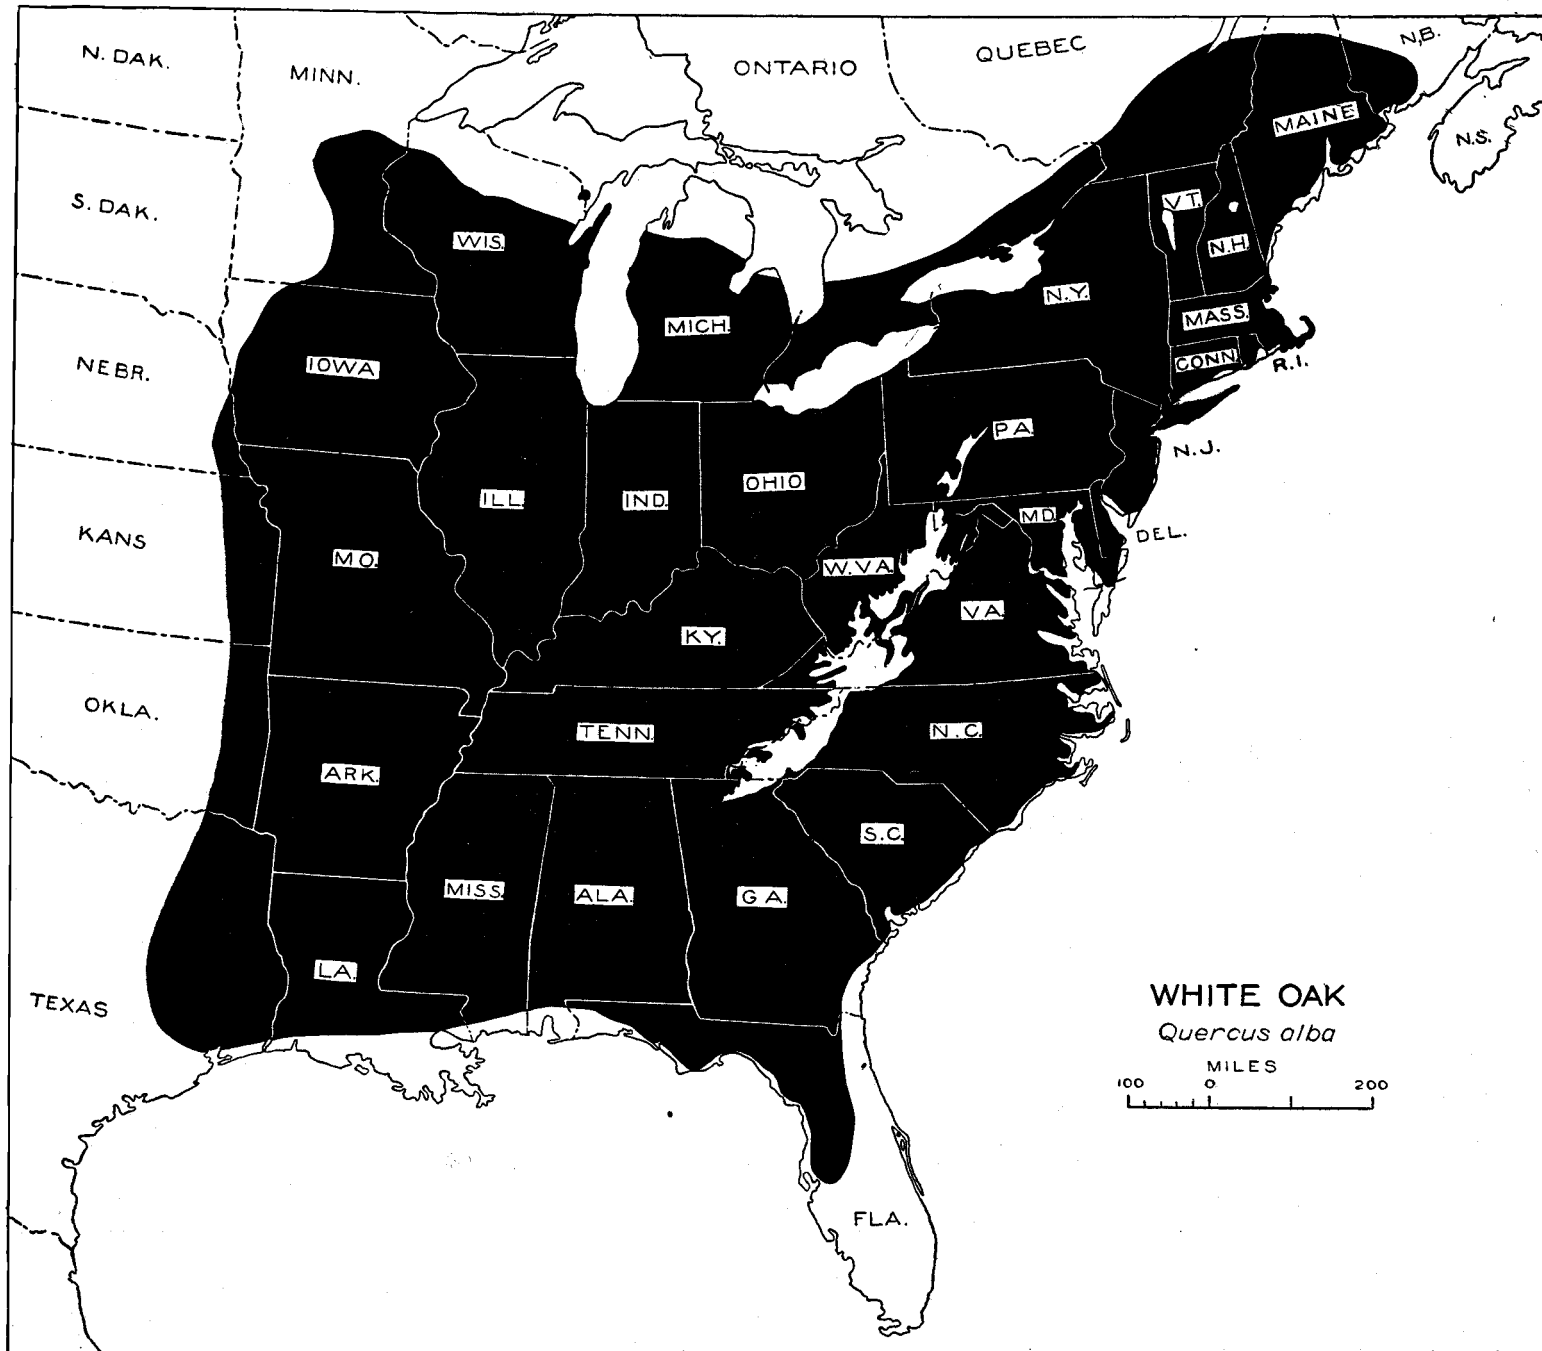 N. DAK.
MINN.
ONTARIO
QUEBEC
N.B.
MAINE
N.S.
S. DAK.
WIS.
VT.
N.H.
N.Y.
MASS.
MICH.
CONN.
R.I.
NEBR.
IOWA
PA.
N.J.
ILL.
IND.
OHIO
MD.
DEL.
KANS
MO.
W.VA.
VA.
KY.
OKLA.
TENN.
N.C.
ARK.
S.C.
MISS.
ALA.
GA.
LA.
TEXAS
WHITE OAK
Quercus alba
MILES
100 0 200
FLA.